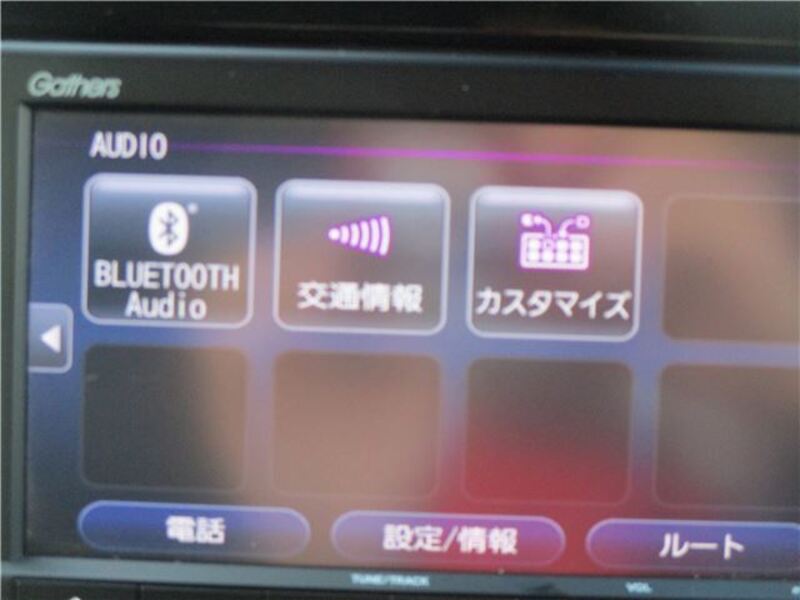 Gathers
AUDIO
BLUETOOTH
Audio
交通情報
カスタマイズ
電話
設定/情報
ルート
TUNE/TRACK
VOL